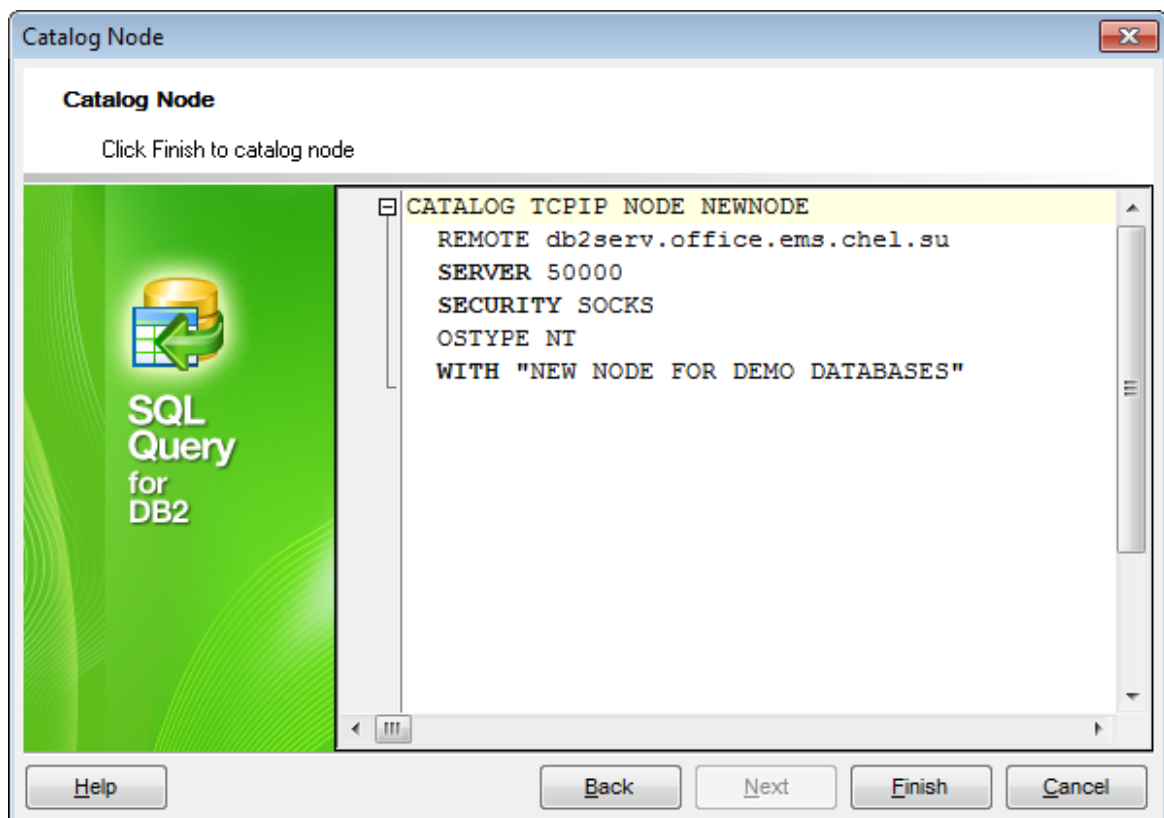 Catalog Node
Catalog Node
Click Finish to catalog node
CATALOG TCPIP NODE NEWNODE
REMOTE db2serv.office.ems.chel.su
SERVER 50000
SECURITY SOCKS
OSTYPE NT
WITH "NEW NODE FOR DEMO DATABASES"
SQL
Query
for
DB2
Help
Back
Next
Finish
Cancel